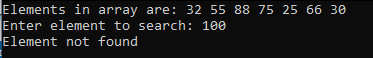 Elements in array are: 32 55 88 75 25 66 30
Enter element to search: 100
Element not found